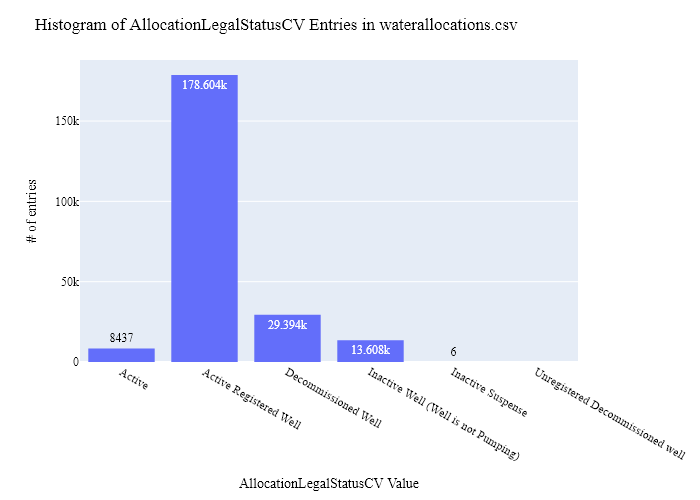 Histogram of AllocationLegalStatusCV Entries in waterallocations.csv
150k
100k
50k
0
# of entries
8437
178.604k
29.394k
13.608k
6
Active
Active Registered Well
Decommissioned Well
Inactive Well (Well is not Pumping)
Inactive Suspense
Unregistered Decommissioned well
AllocationLegalStatusCV Value